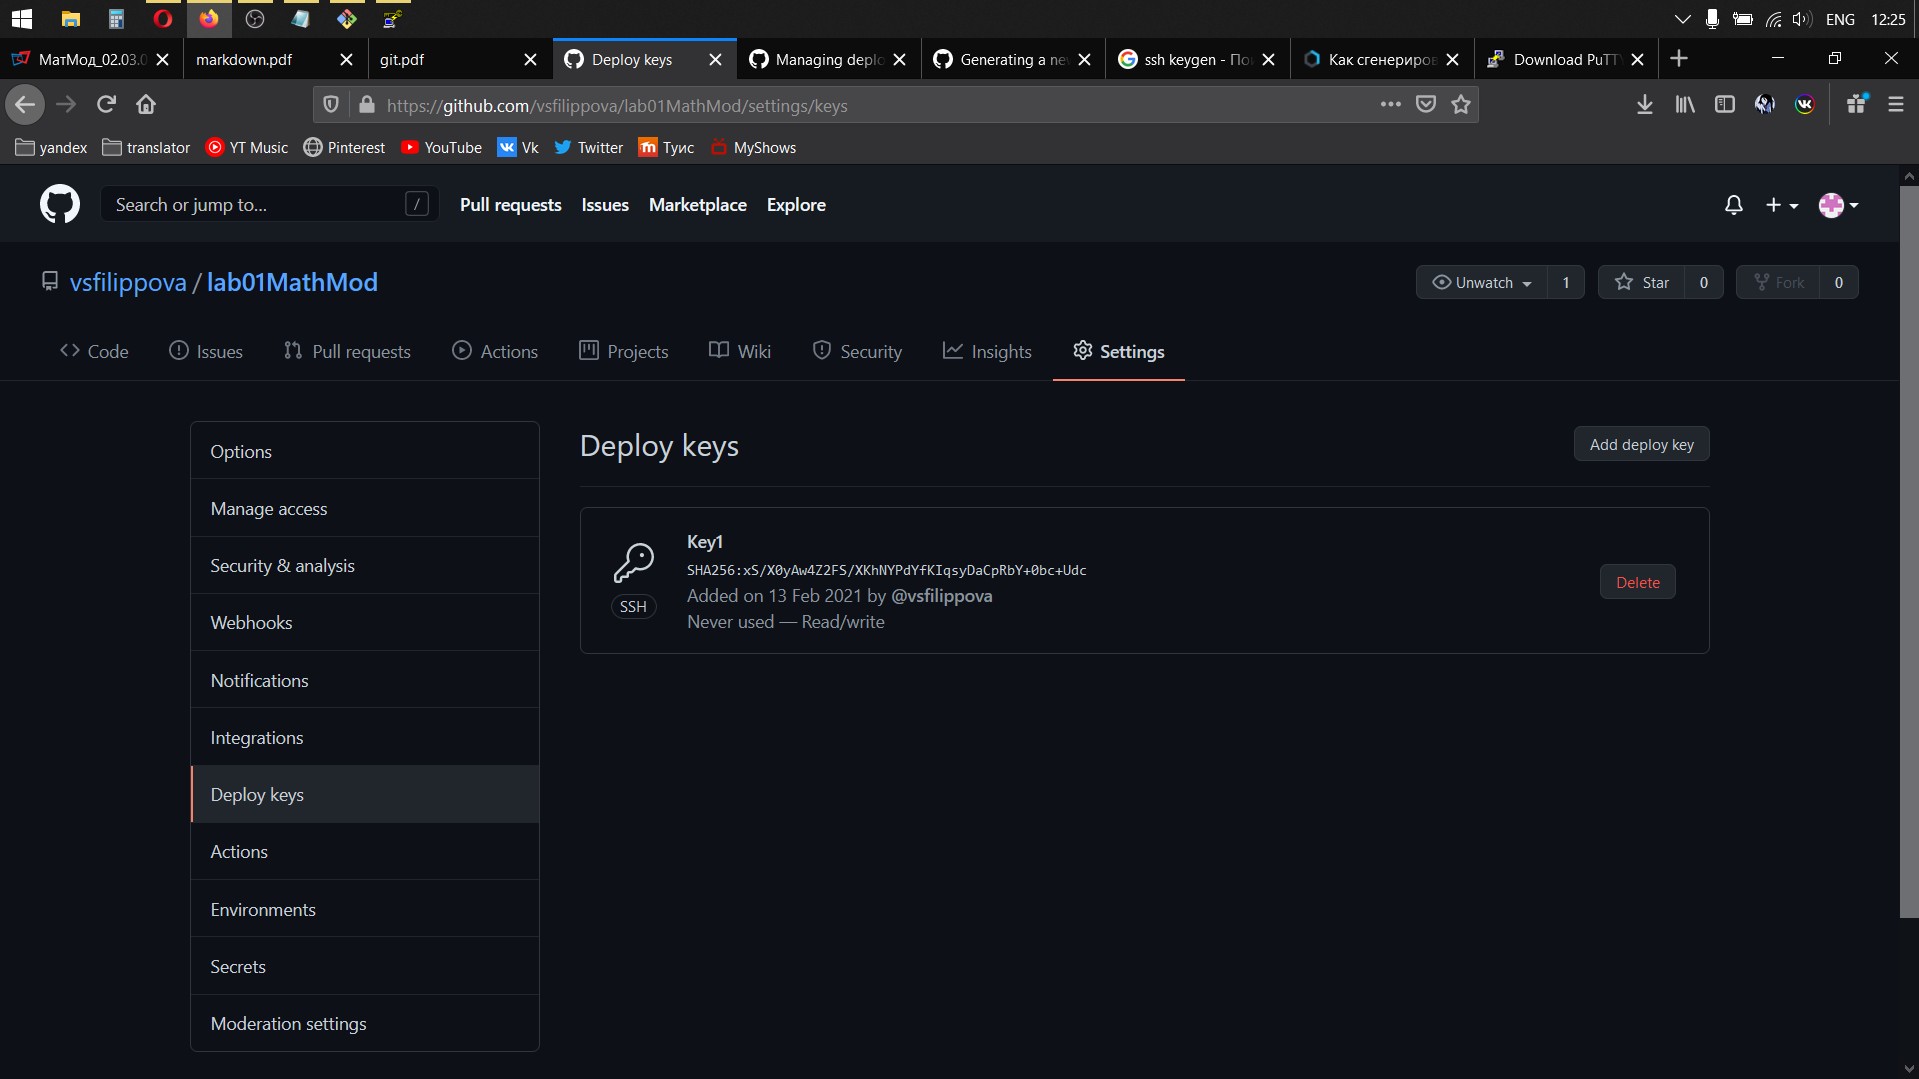 ENG 12:25
МатМод_02.03.0
markdown.pdf
git.pdf
Deploy keys
Managing deplo
Generating a ne
ssh keygen - Пои
Как сгенериров
Download PuTT
https://github.com/vsfilippova/lab01MathMod/settings/keys
yandex
translator
YT Music
Pinterest
YouTube
Vk
Twitter
Туис
MyShows
Search or jump to... /
Pull requests
Issues
Marketplace
Explore
vsfilippova / lab01MathMod
Unwatch 1
Star 0
Fork 0
Code
Issues
Pull requests
Actions
Projects
Wiki
Security
Insights
Settings
Options
Manage access
Security & analysis
Webhooks
Notifications
Integrations
Deploy keys
Actions
Environments
Secrets
Moderation settings
Deploy keys
Add deploy key
SSH
Key1
SHA256:xS/X0yAw4Z2FS/XKhNYPdYfKIqsyDaCpRbY+0bc+Udc
Added on 13 Feb 2021 by @vsfilippova
Never used — Read/write
Delete